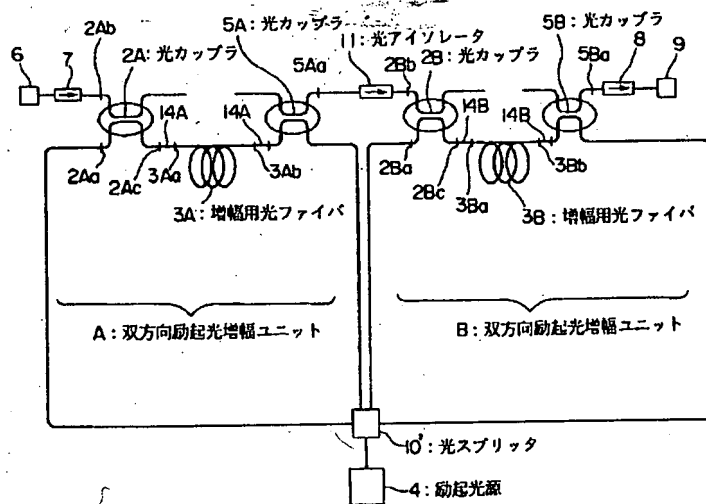 5A：光カップラ
5B：光カップラ
2Ab
2A：光カップラ
11：光アイソレータ
2B：光カップラ
6
7
5Aa
2Bb
5Ba
8
9
14A
14A
14B
14B
2Aa
2Ac
3Aa
3Ab
2Ba
2Bc
3Ba
3Bb
3A：増幅用光ファイバ
3B：増幅用光ファイバ
A：双方向励起光増幅ユニット
B：双方向励起光増幅ユニット
10'：光スプリッタ
4：励起光源